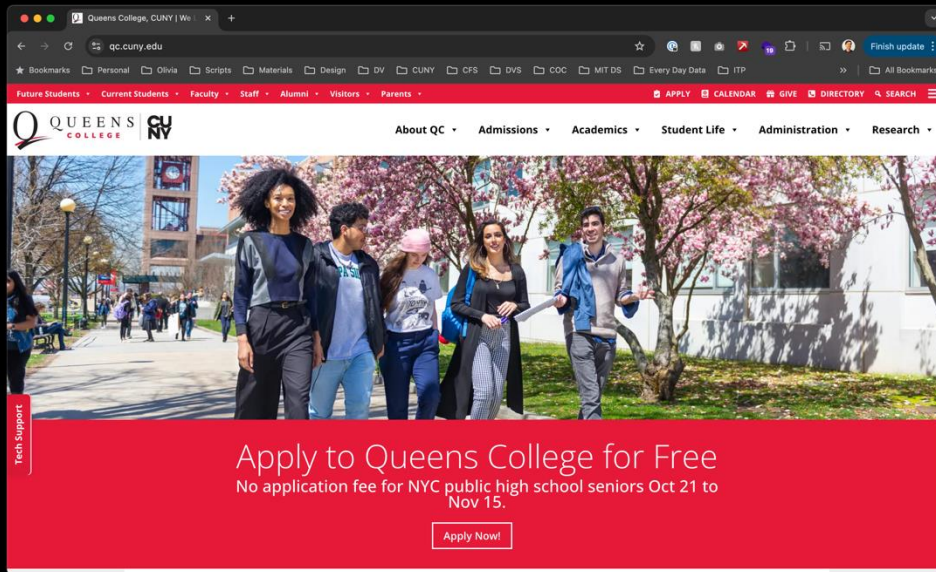 Queens College, CUNY | We
qc.cuny.edu
19
Finish update
Bookmarks Personal Olivia Scripts Materials Design DV CUNY CFS DVS COC MIT DS Every Day Data ITP » All Bookmarks
Future Students Current Students Faculty Staff Alumni Visitors Parents APPLY CALENDAR GIVE DIRECTORY SEARCH
QUEENS
COLLEGE
CU
NY
About QC Admissions Academics Student Life Administration Research
Tech Support
Apply to Queens College for Free
No application fee for NYC public high school seniors Oct 21 to
Nov 15.
Apply Now!